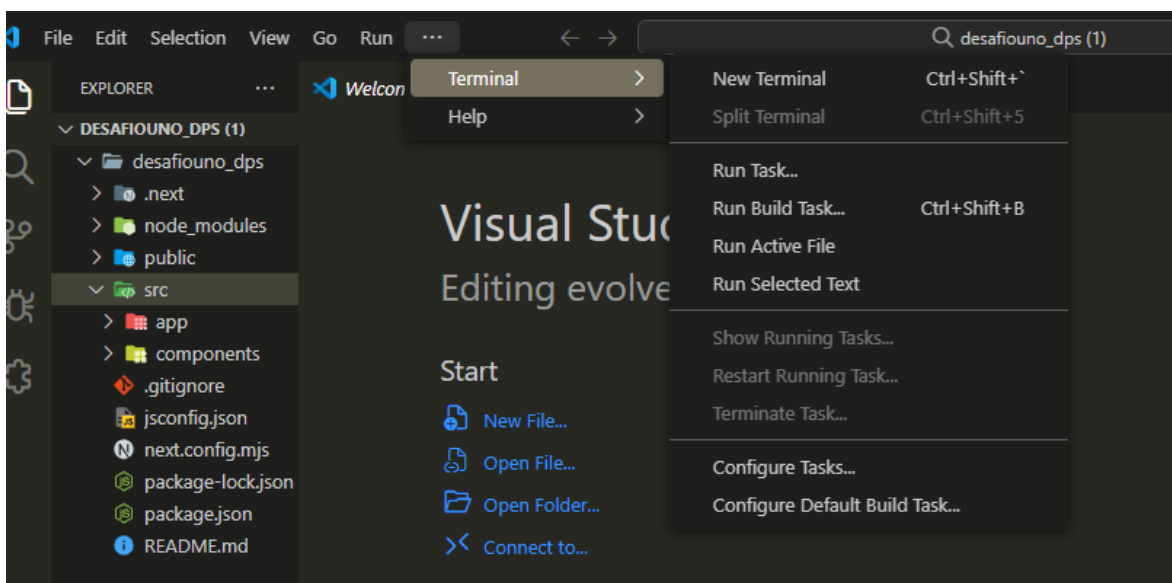 File Edit Selection View Go Run ... desafiouno_dps (1)
EXPLORER ...
Welcon
DESAFIOUNO_DPS (1)
desafiouno_dps
.next
node_modules
public
src
app
components
.gitignore
jsconfig.json
next.config.mjs
package-lock.json
package.json
README.md
Terminal
Help
New Terminal Ctrl+Shift+`
Split Terminal Ctrl+Shift+5
Run Task...
Run Build Task... Ctrl+Shift+B
Run Active File
Run Selected Text
Show Running Tasks...
Restart Running Task...
Terminate Task...
Configure Tasks...
Configure Default Build Task...
Visual Stu
Editing evolve
Start
New File...
Open File...
Open Folder...
Connect to...